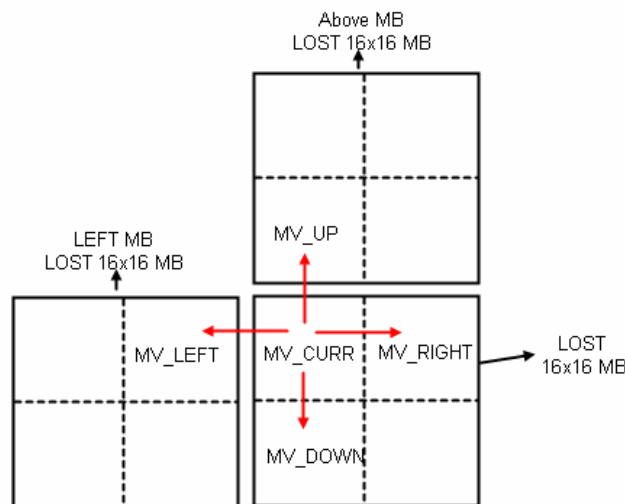 Above MB
LOST 16x16 MB
MV_UP
LEFT MB
LOST 16x16 MB
MV_LEFT
MV_CURR
MV_RIGHT
LOST
16x16 MB
MV_DOWN